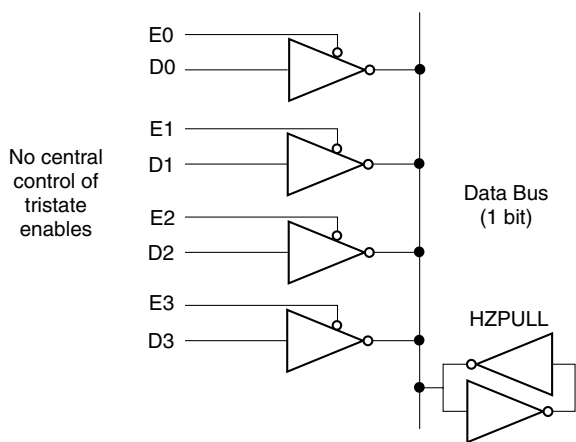 E0
D0
E1
D1
No central
control of
tristate
enables
Data Bus
(1 bit)
E2
D2
E3
D3
HZPULL